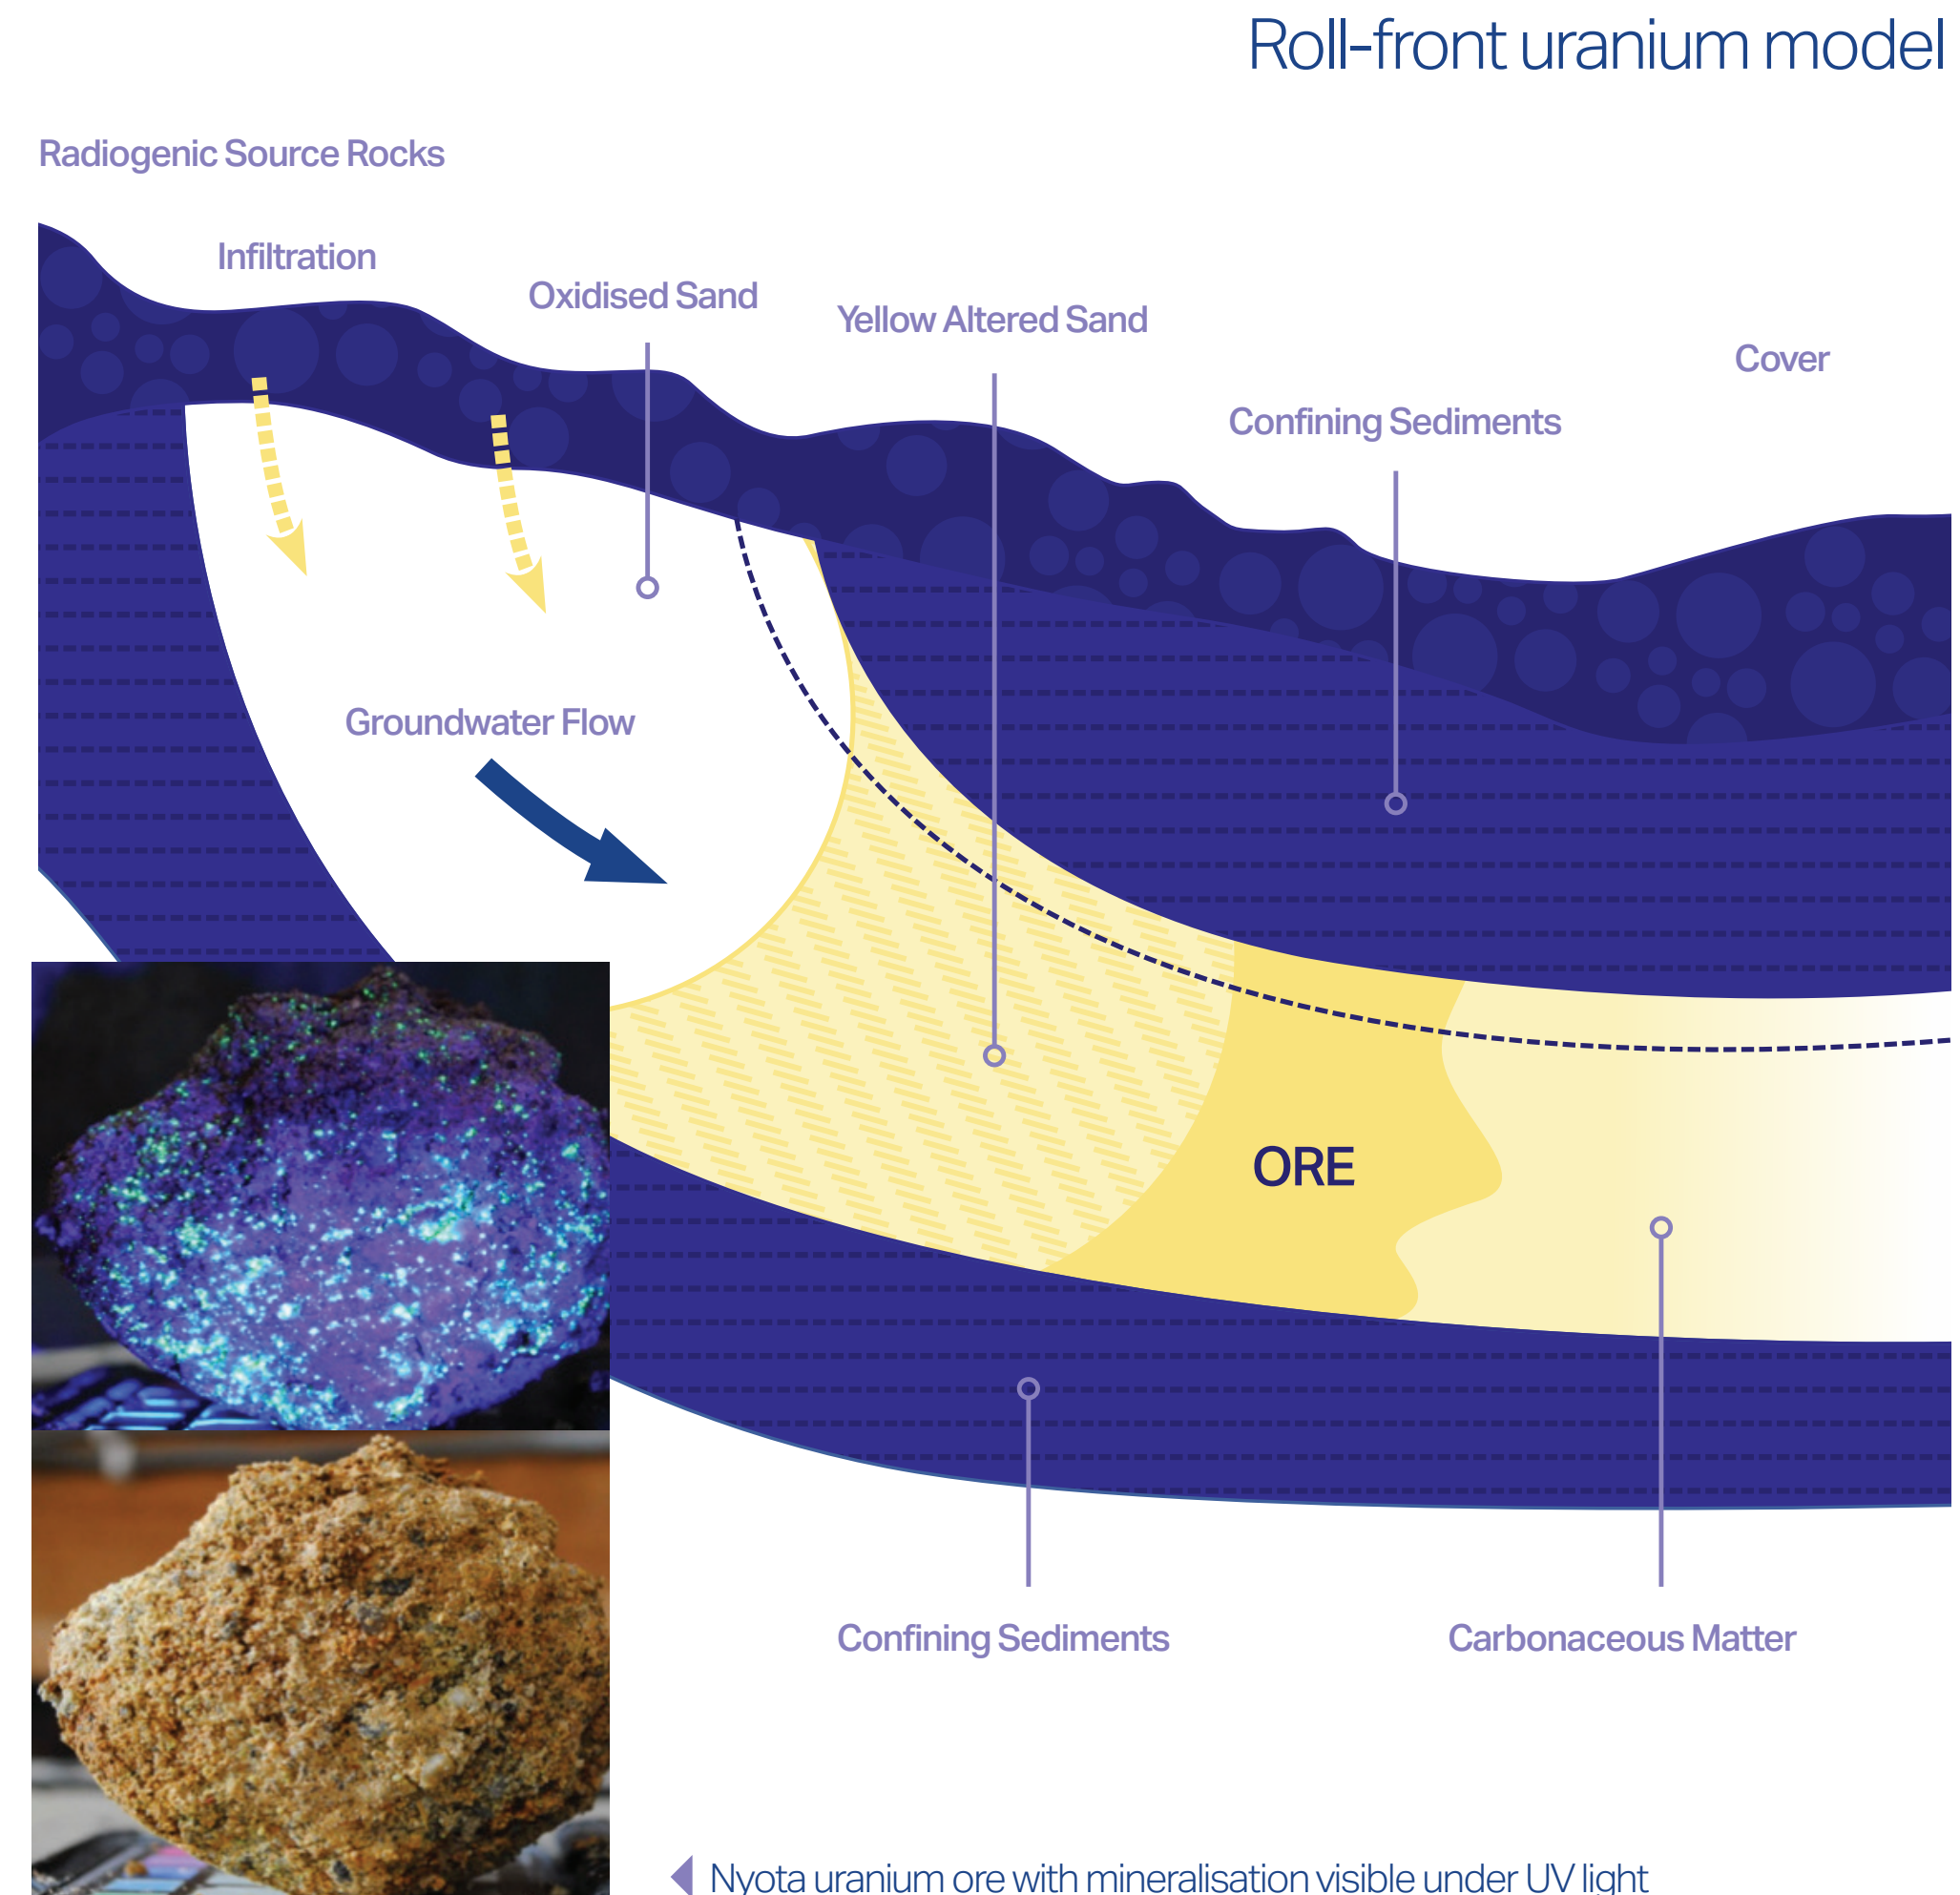 Roll-front uranium model
Radiogenic Source Rocks
Infiltration
Oxidised Sand
Yellow Altered Sand
Cover
Confining Sediments
Groundwater Flow
ORE
Confining Sediments
Carbonaceous Matter
Nyota uranium ore with mineralisation visible under UV light